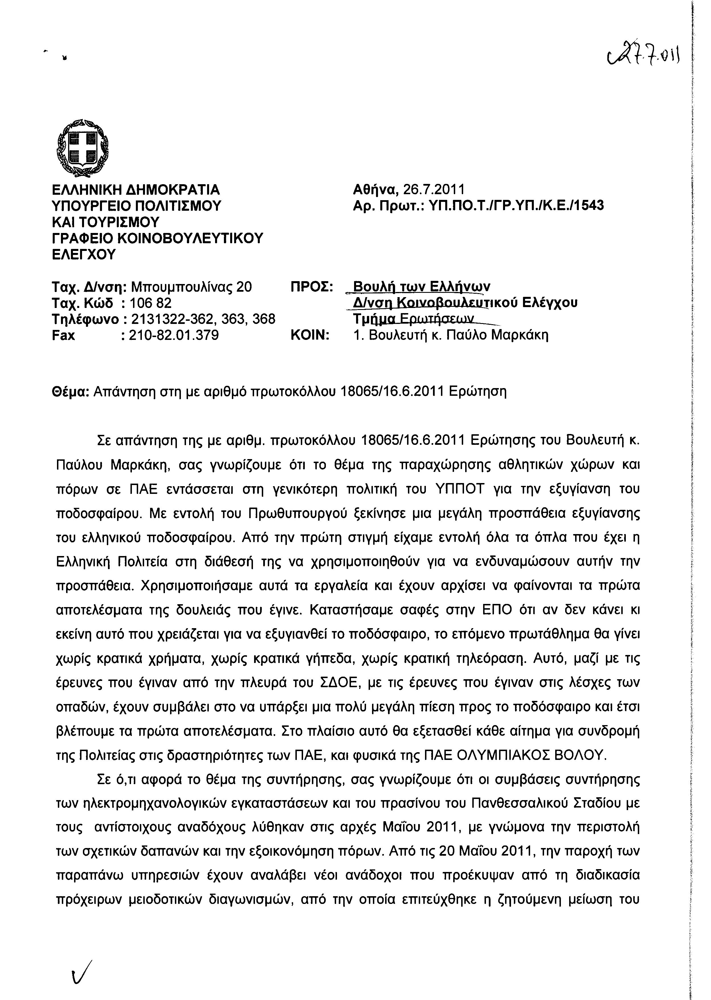 27.7.011
ΕΛΛΗΝΙΚΗ ΔΗΜΟΚΡΑΤΙΑ
ΥΠΟΥΡΓΕΙΟ ΠΟΛΙΤΙΣΜΟΥ
ΚΑΙ ΤΟΥΡΙΣΜΟΥ
ΓΡΑΦΕΙΟ ΚΟΙΝΟΒΟΥΛΕΥΤΙΚΟΥ
ΕΛΕΓΧΟΥ
Αθήνα, 26.7.2011
Αρ. Πρωτ.: ΥΠ.ΠΟ.Τ./ΓΡ.ΥΠ./Κ.Ε./1543
Ταχ. Δ/νση: Μπουμπουλίνας 20
Ταχ. Κώδ : 106 82
Τηλέφωνο : 2131322-362, 363, 368
Fax : 210-82.01.379
ΠΡΟΣ: Βουλή των Ελλήνων
Δ/νση Κοινοβουλευτικού Ελέγχου
Τμήμα Ερωτήσεων
ΚΟΙΝ: 1. Βουλευτή κ. Παύλο Μαρκάκη
Θέμα: Απάντηση στη με αριθμό πρωτοκόλλου 18065/16.6.2011 Ερώτηση
Σε απάντηση της με αριθμ. πρωτοκόλλου 18065/16.6.2011 Ερώτησης του Βουλευτή κ.
Παύλου Μαρκάκη, σας γνωρίζουμε ότι το θέμα της παραχώρησης αθλητικών χώρων και
πόρων σε ΠΑΕ εντάσσεται στη γενικότερη πολιτική του ΥΠΠΟΤ για την εξυγίανση του
ποδοσφαίρου. Με εντολή του Πρωθυπουργού ξεκίνησε μια μεγάλη προσπάθεια εξυγίανσης
του ελληνικού ποδοσφαίρου. Από την πρώτη στιγμή είχαμε εντολή όλα τα όπλα που έχει η
Ελληνική Πολιτεία στη διάθεσή της να χρησιμοποιηθούν για να ενδυναμώσουν αυτήν την
προσπάθεια. Χρησιμοποιήσαμε αυτά τα εργαλεία και έχουν αρχίσει να φαίνονται τα πρώτα
αποτελέσματα της δουλειάς που έγινε. Καταστήσαμε σαφές στην ΕΠΟ ότι αν δεν κάνει κι
εκείνη αυτό που χρειάζεται για να εξυγιανθεί το ποδόσφαιρο, το επόμενο πρωτάθλημα θα γίνει
χωρίς κρατικά χρήματα, χωρίς κρατικά γήπεδα, χωρίς κρατική τηλεόραση. Αυτό, μαζί με τις
έρευνες που έγιναν από την πλευρά του ΣΔΟΕ, με τις έρευνες που έγιναν στις λέσχες των
οπαδών, έχουν συμβάλει στο να υπάρξει μια πολύ μεγάλη πίεση προς το ποδόσφαιρο και έτσι
βλέπουμε τα πρώτα αποτελέσματα. Στο πλαίσιο αυτό θα εξετασθεί κάθε αίτημα για συνδρομή
της Πολιτείας στις δραστηριότητες των ΠΑΕ, και φυσικά της ΠΑΕ ΟΛΥΜΠΙΑΚΟΣ ΒΟΛΟΥ.
Σε ό,τι αφορά το θέμα της συντήρησης, σας γνωρίζουμε ότι οι συμβάσεις συντήρησης
των ηλεκτρομηχανολογικών εγκαταστάσεων και του πρασίνου του Πανθεσσαλικού Σταδίου με
τους αντίστοιχους αναδόχους λύθηκαν στις αρχές Μαΐου 2011, με γνώμονα την περιστολή
των σχετικών δαπανών και την εξοικονόμηση πόρων. Από τις 20 Μαΐου 2011, την παροχή των
παραπάνω υπηρεσιών έχουν αναλάβει νέοι ανάδοχοι που προέκυψαν από τη διαδικασία
πρόχειρων μειοδοτικών διαγωνισμών, από την οποία επιτεύχθηκε η ζητούμενη μείωση του